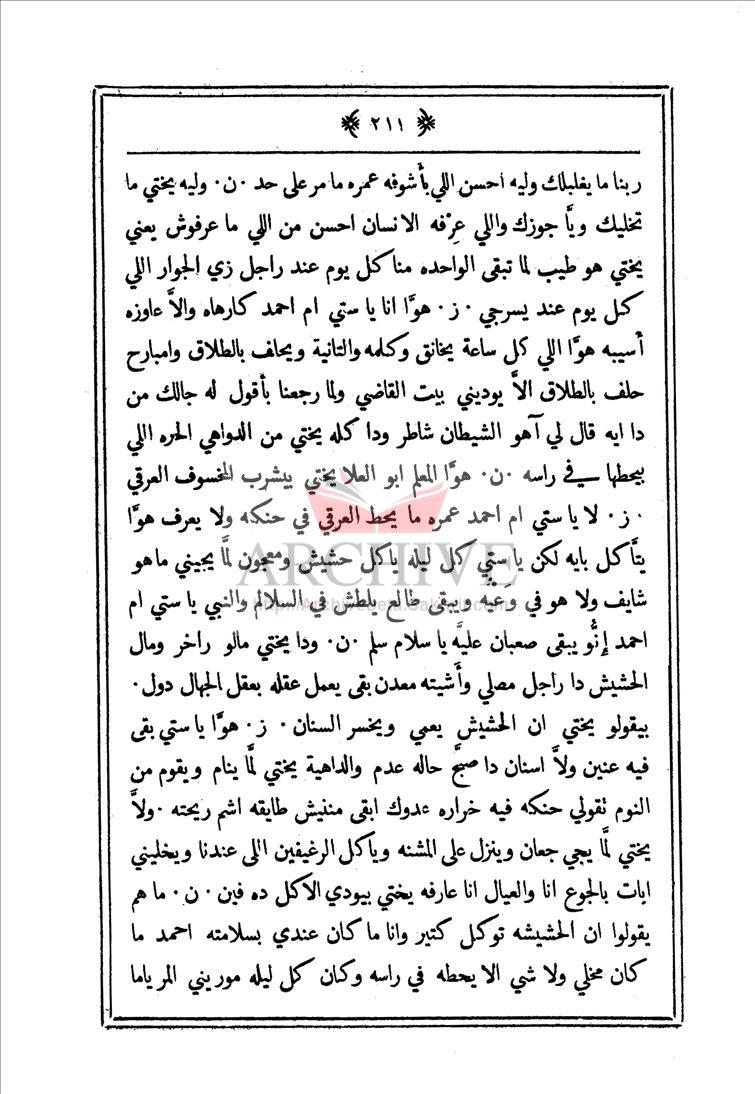 ٢١١
ربنا ما يغلبلك وليه احسن اللي بأشوفه عمره ما مر على حد ٠ن٠ وليه يختي ما
تخليك ويَّا جوزك واللي عِرْفه الانسان احسن من اللي ما عرفوش يعني
يختي هو طيب لما تبقى الواحده مناكل يوم عند راجل زي الجوار اللي
كل يوم عند يسرجي ٠ز٠ هوَّا انا يا ستي ام احمد كارهاه والاَّ عاوزه
أسيبه هوَّا اللي كل ساعة يخانق وكلمه والتانية ويحلف بالطلاق وامبارح
حلف بالطلاق الاَّ يوديني بيت القاضي ولما رجعنا بأقول له جالك من
دا ايه قال لي آهو الشيطان شاطر ودا كله يختي من الدواهي الحره اللي
بيحطها في راسه ٠ن٠ هوَّا المعلم ابو العلا يختي بيشرب المخسوف العرقي
٠ز٠ لا يا ستي ام احمد عمره ما يحط العرقي في حنكه ولا يعرف هوَّا
يتأكل بايه لكن يا ستي كل ليله ياكل حشيش ومعجون لمَّا يجيني ماهو
شايف ولا هو في وَعْيُه ويبقى طالع يلطش في السلالم والنبي يا ستي ام
احمد إنُّو يبقى صعبان عليَّه يا سلام سلم ٠ن٠ ودا يختي مالو راخر ومال
الحشيش دا راجل مصلي وأشيته معدن بقى يعمل عقله بعقل الجهال دول٠
بيقولو يختي ان الحشيش يعمي ويخسر السنان ٠ز٠ هوَّا يا ستي بقى
فيه عنين ولاَّ اسنان دا صبحَّ حاله عدم والداهية يختي لمَّا ينام ويقوم من
النوم تقولي حنكه فيه خراره عدوك ابقى منيش طايقه اشم ريحته ٠ولاَّ
يختي لمَّا يجي جعان وينزل على المشنه وياكل الرغيفين اللى عندنا ويخليني
ابات بالجوع انا والعيال انا عارفه يختي بيودي الاكل ده فين ٠ن٠ ما هم
يقولوا ان الحشيشه توكل كتير وانا ما كان عندي بسلامته احمد ما
كان مخلي ولا شي الا يحطه في راسه وكان كل ليله موريني المر ياما
ARCHIVE